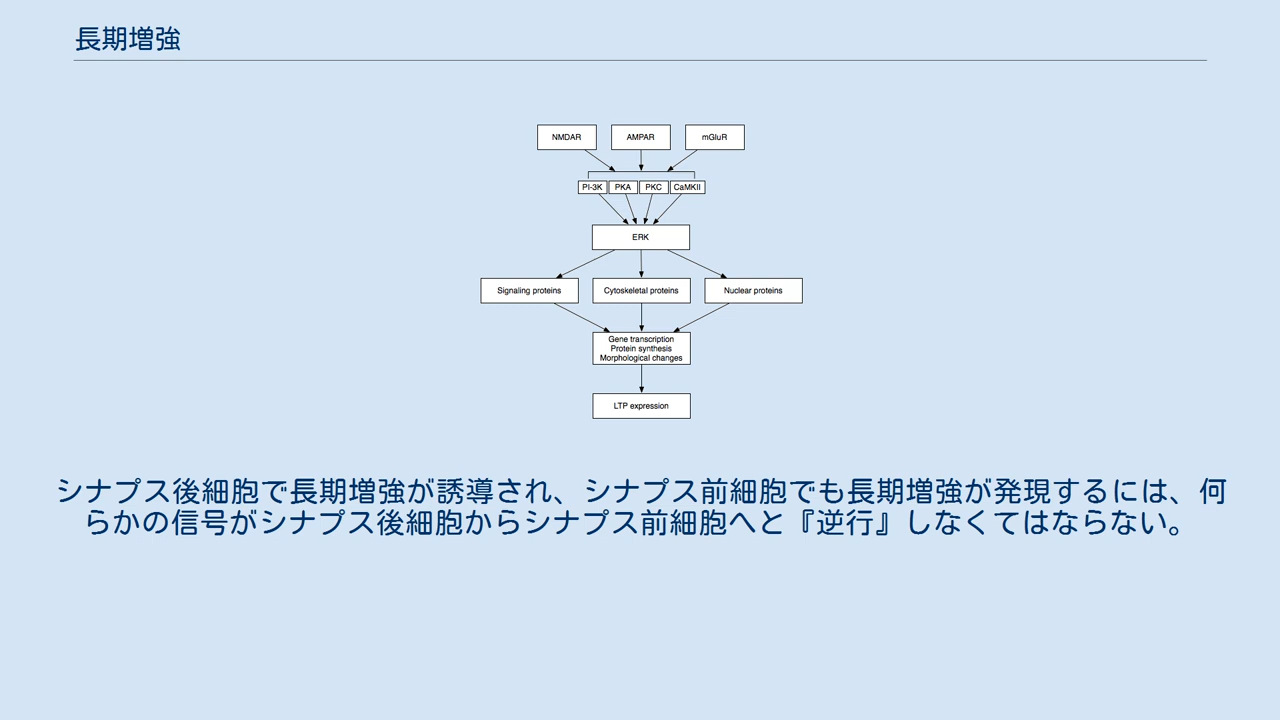 長期増強
NMDAR AMPAR mGluR
PI-3K PKA PKC CaMKII
ERK
Signaling proteins Cytoskeletal proteins Nuclear proteins
Gene transcription
Protein synthesis
Morphological changes
LTP expression
シナプス後細胞で長期増強が誘導され、シナプス前細胞でも長期増強が発現するには、何
らかの信号がシナプス後細胞からシナプス前細胞へと『逆行』しなくてはならない。